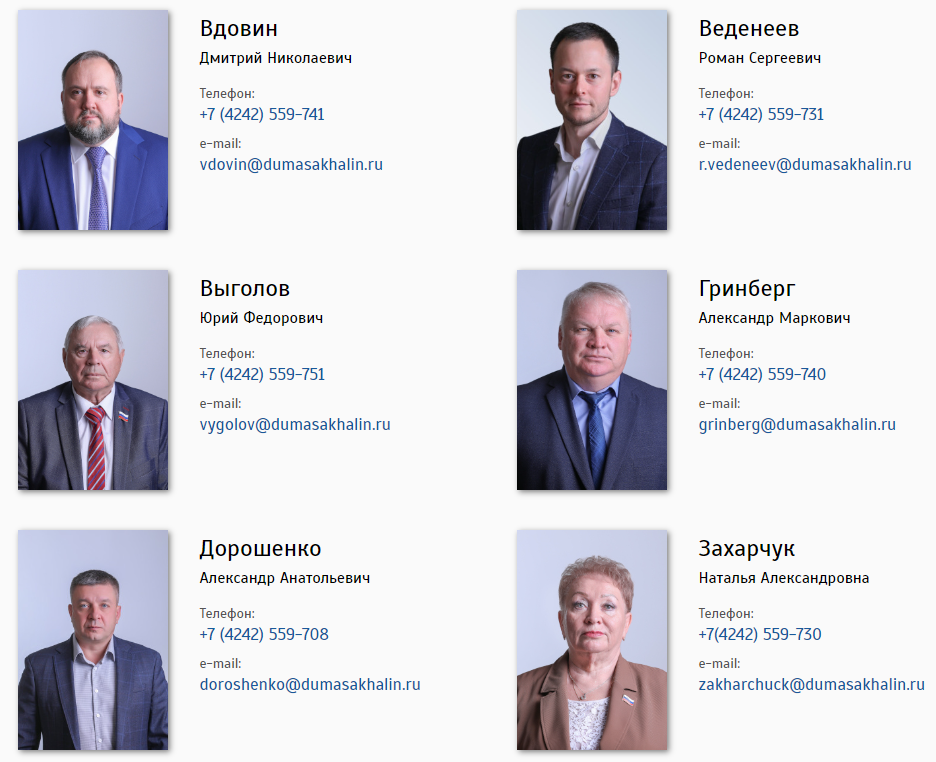 Вдовин
Дмитрий Николаевич
Телефон:
+7 (4242) 559-741
e-mail:
vdovin@dumasakhalin.ru
Веденеев
Роман Сергеевич
Телефон:
+7 (4242) 559-731
e-mail:
r.vedeneev@dumasakhalin.ru
Выголов
Юрий Федорович
Телефон:
+7 (4242) 559-751
e-mail:
vygolov@dumasakhalin.ru
Гринберг
Александр Маркович
Телефон:
+7 (4242) 559-740
e-mail:
grinberg@dumasakhalin.ru
Дорошенко
Александр Анатольевич
Телефон:
+7 (4242) 559-708
e-mail:
doroshenko@dumasakhalin.ru
Захарчук
Наталья Александровна
Телефон:
+7(4242) 559-730
e-mail:
zakharchuck@dumasakhalin.ru